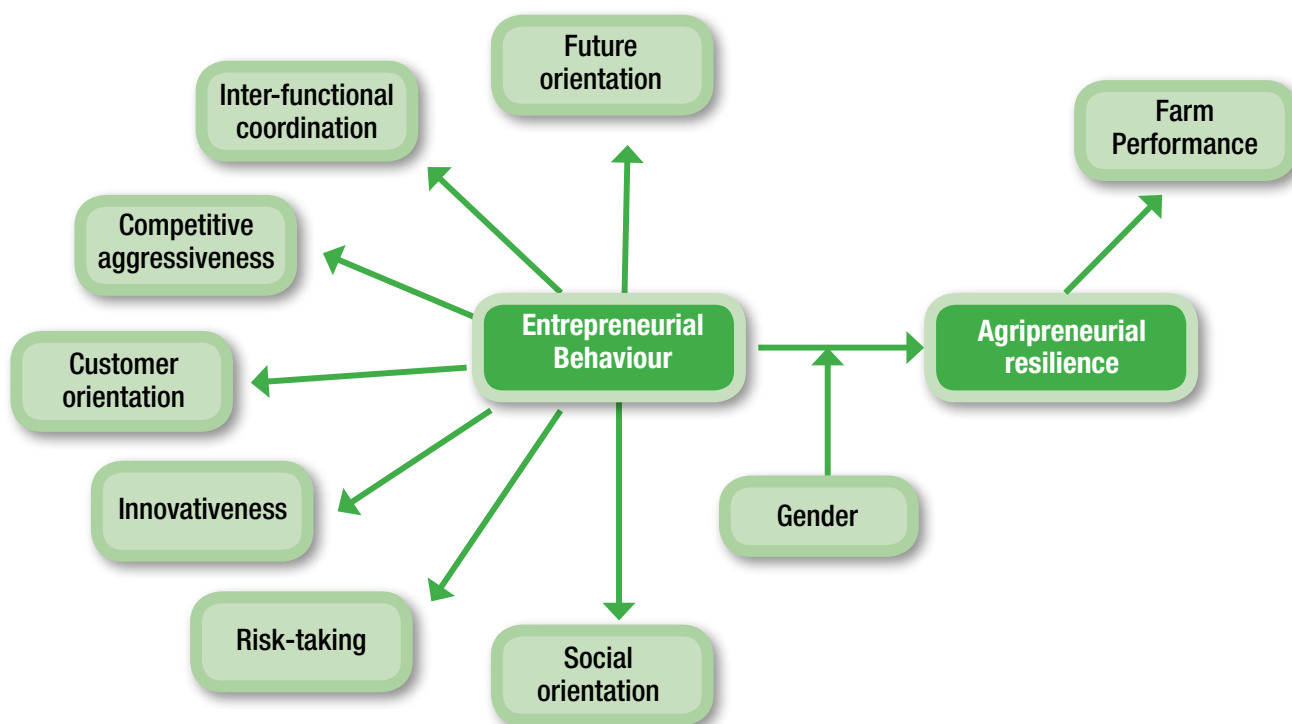 Future
orientation
Inter-functional
coordination
Farm
Performance
Competitive
aggressiveness
Entrepreneurial
Behaviour
Agripreneurial
resilience
Customer
orientation
Innovativeness
Gender
Risk-taking
Social
orientation